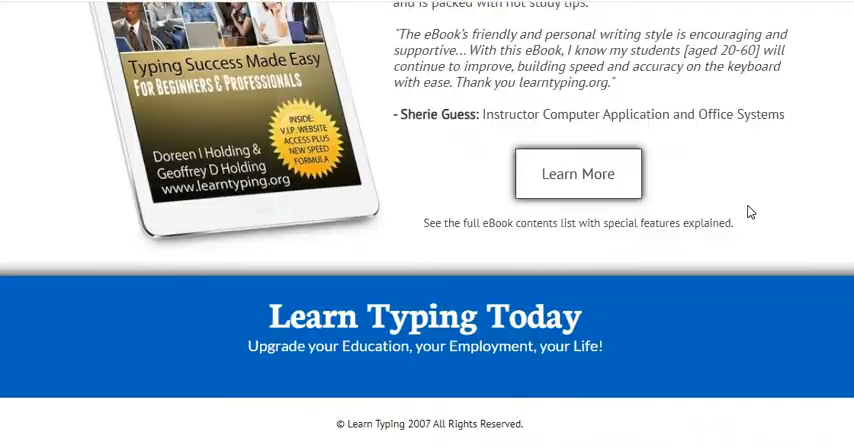 and is packed with hot study tips.
"The eBook's friendly and personal writing style is encouraging and
supportive... With this eBook, I know my students [aged 20-60] will
continue to improve, building speed and accuracy on the keyboard
with ease. Thank you learntyping.org."
- Sherie Guess: Instructor Computer Application and Office Systems
Learn More
See the full eBook contents list with special features explained.
Typing Success Made Easy
FOR BEGINNERS & PROFESSIONALS
INSIDE:
V.I.P. WEBSITE
ACCESS PLUS
NEW SPEED
FORMULA
Doreen I Holding &
Geoffrey D Holding
www.learntyping.org
Learn Typing Today
Upgrade your Education, your Employment, your Life!
© Learn Typing 2007 All Rights Reserved.